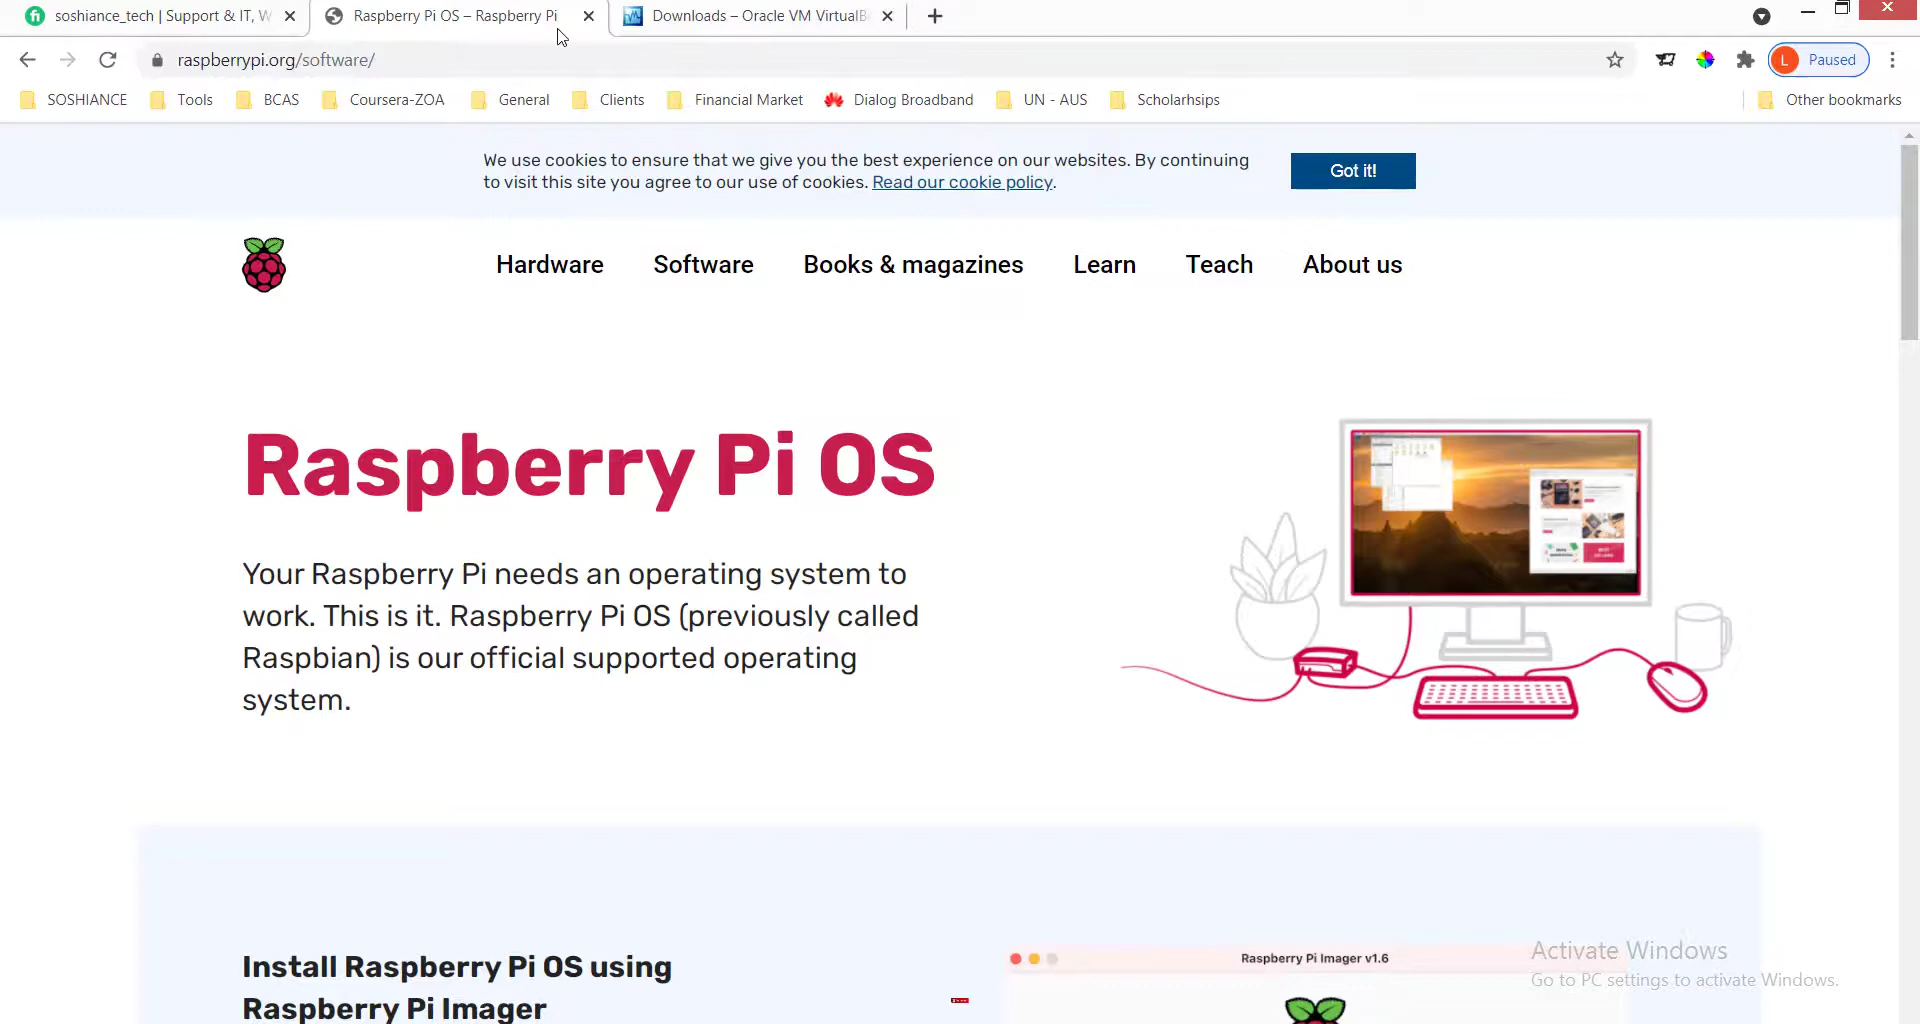 soshiance_tech | Support & IT, W
Raspberry Pi OS – Raspberry Pi
Downloads – Oracle VM VirtualB
raspberrypi.org/software/
L
Paused
SOSHIANCE
Tools
BCAS
Coursera-ZOA
General
Clients
Financial Market
Dialog Broadband
UN - AUS
Scholarhsips
Other bookmarks
We use cookies to ensure that we give you the best experience on our websites. By continuing
to visit this site you agree to our use of cookies. Read our cookie policy.
Got it!
Hardware
Software
Books & magazines
Learn
Teach
About us
Raspberry Pi OS
Your Raspberry Pi needs an operating system to
work. This is it. Raspberry Pi OS (previously called
Raspbian) is our official supported operating
system.
Install Raspberry Pi OS using
Raspberry Pi Imager
Raspberry Pi Imager v1.6
Activate Windows
Go to PC settings to activate Windows.